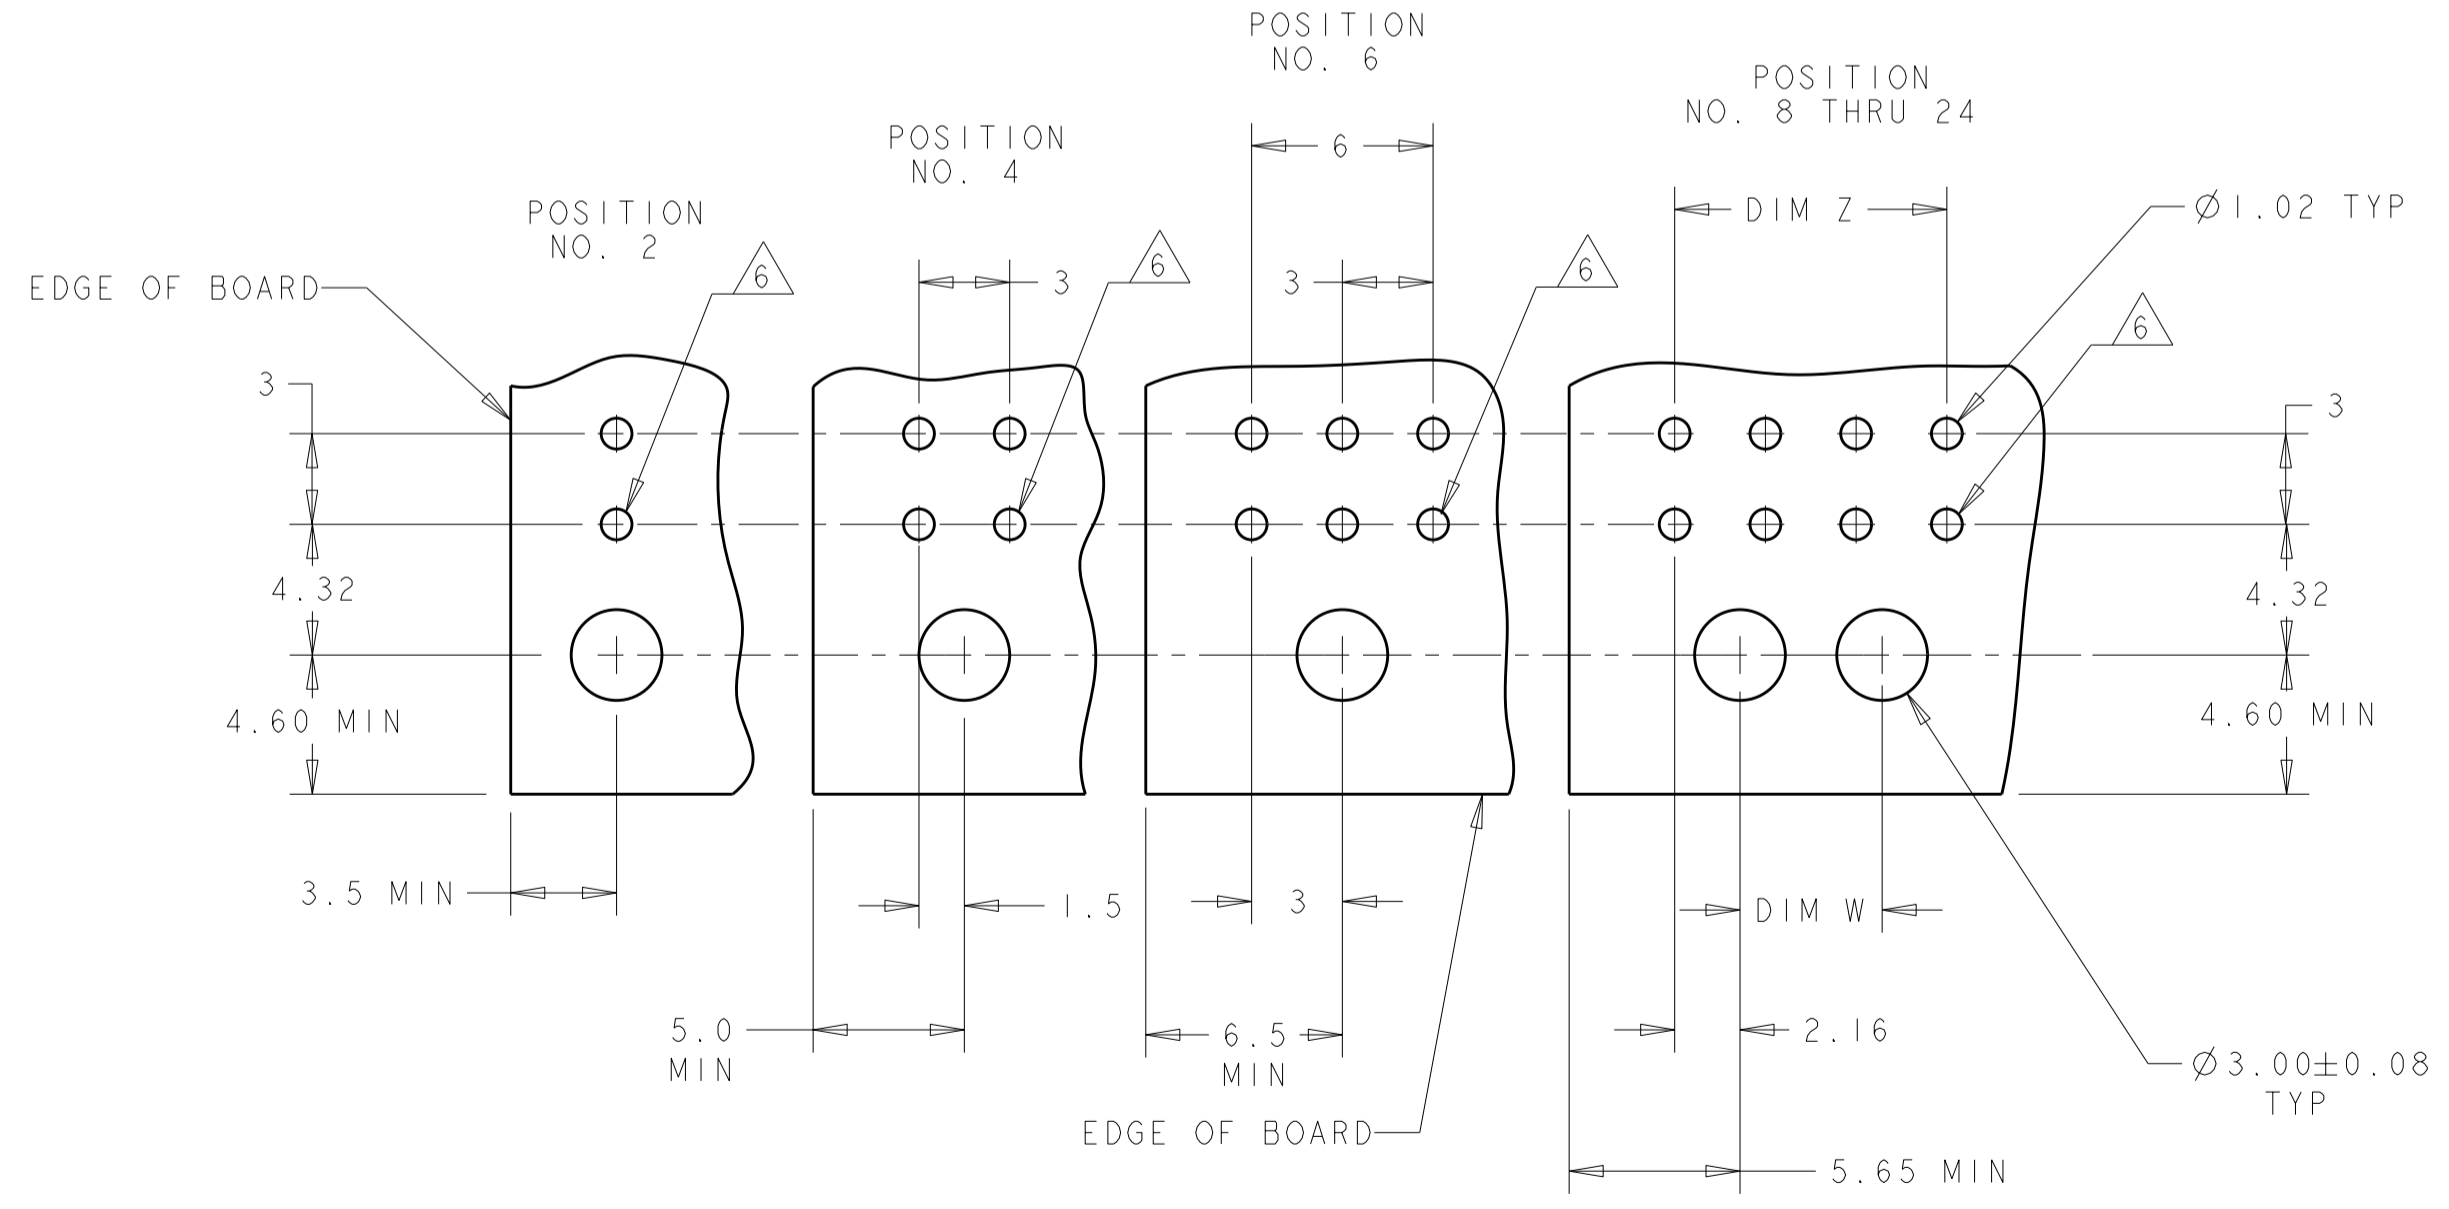 POSITION
NO. 6
POSITION
NO. 8 THRU 24
POSITION
NO. 4
6
POSITION
NO. 2
DIM Z
Ø1.02 TYP
EDGE OF BOARD
6
3
6
3
6
6
3
3
4.32
4.32
4.60 MIN
4.60 MIN
3.5 MIN
1.5
3
DIM W
5.0
MIN
6.5
MIN
2.16
Ø3.00±0.08
TYP
EDGE OF BOARD
5.65 MIN